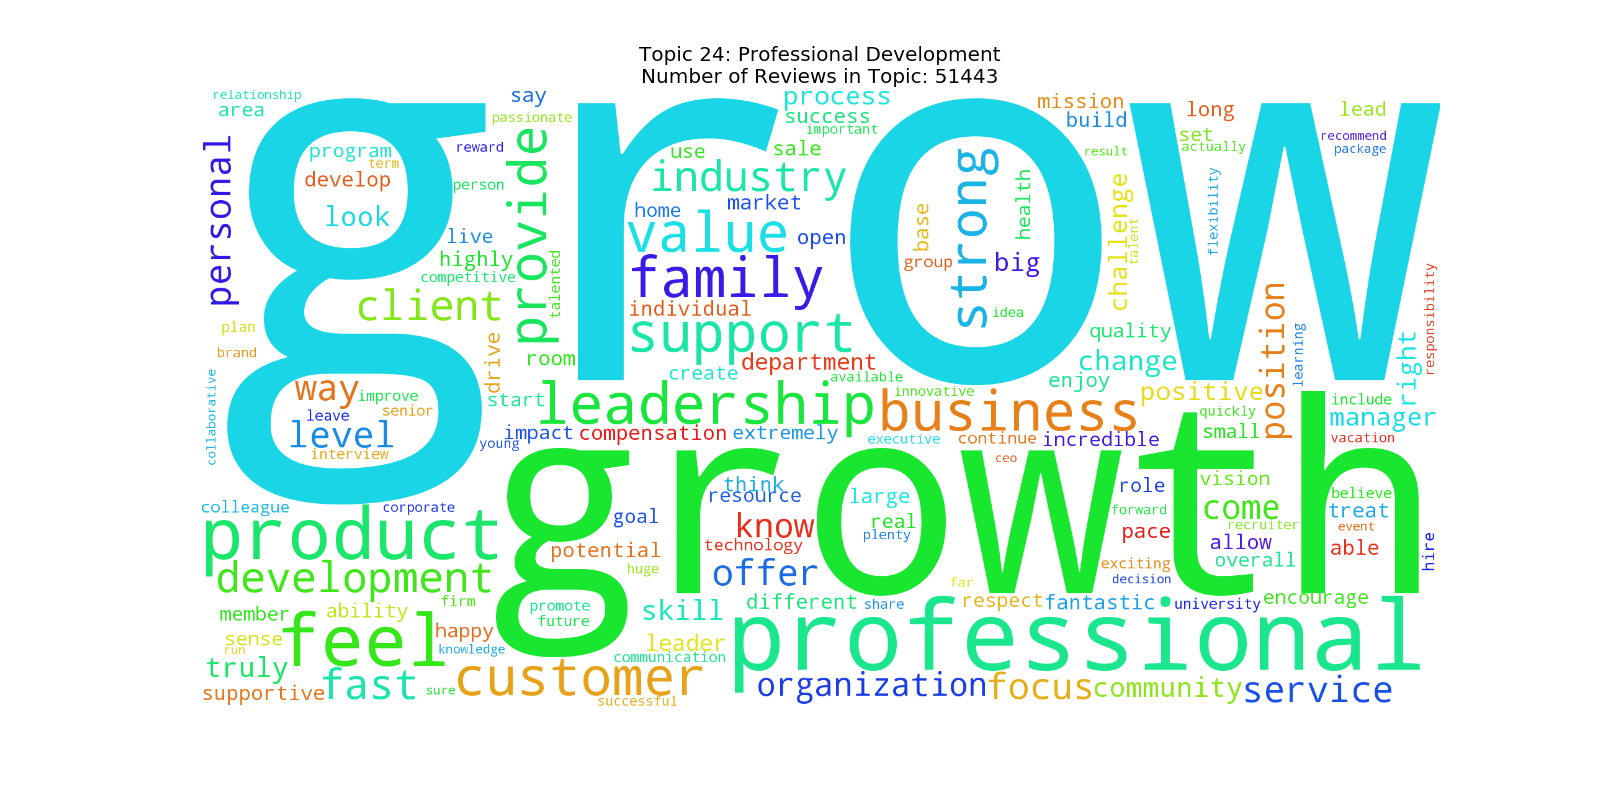 Topic 24: Professional Development
Number of Reviews in Topic: 51443
relationship
area
say
passionate
process
success
important
mission
build
long
lead
set
actually
recommend
package
personal
program
term
develop
look
reward
person
provide
use
sale
industry
home
market
value
open
family
individual
support
department
create
available
innovative
strong
base
group
health
big
idea
result
challenge
talent
flexibility
responsibility
grow
live
highly
competitive
talented
client
plan
brand
drive
room
start
collaborative
way
improve
leave
senior
level
interview
young
leadership
business
impact
compensation
extremely
executive
continue
incredible
ceo
quality
change
enjoy
positive
position
learning
right
include
manager
quickly
small
vacation
colleague
corporate
product
development
growth
think
resource
goal
know
technology
potential
huge
offer
large
real
plenty
role
forward
pace
exciting
decision
vision
come
recruiter
allow
overall
believe
treat
event
able
hire
member
ability
firm
sense
run
feel
happy
knowledge
truly
supportive
fast
sure
customer
successful
promote
future
skill
leader
communication
different
share
far
respect
fantastic
university
encourage
professional
organization
focus
community
service